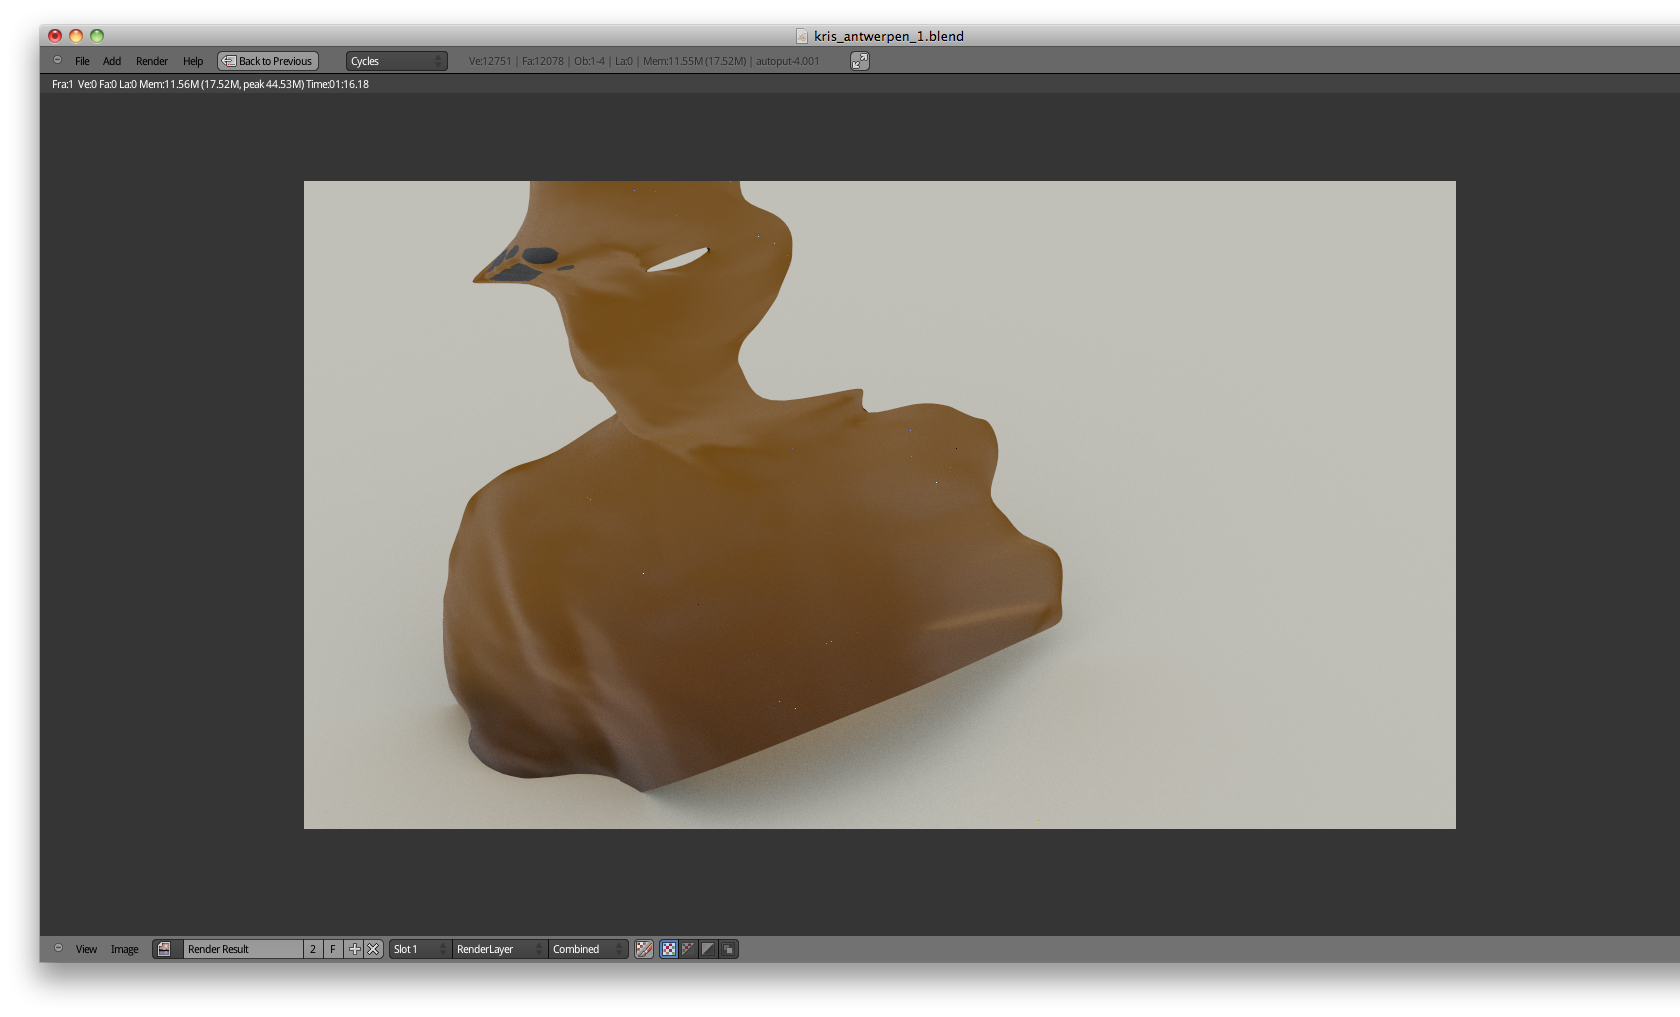 kris_antwerpen_1.blend
File Add Render Help Back to Previous Cycles Ve:12751 | Fa:12078 | Ob:1-4 | La:0 | Mem:11.55M (17.52M) | autoput-4.001
Fra:1 Ve:0 Fa:0 La:0 Mem:11.56M (17.52M, peak 44.53M) Time:01:16.18
View Image Render Result 2 F Slot 1 RenderLayer Combined